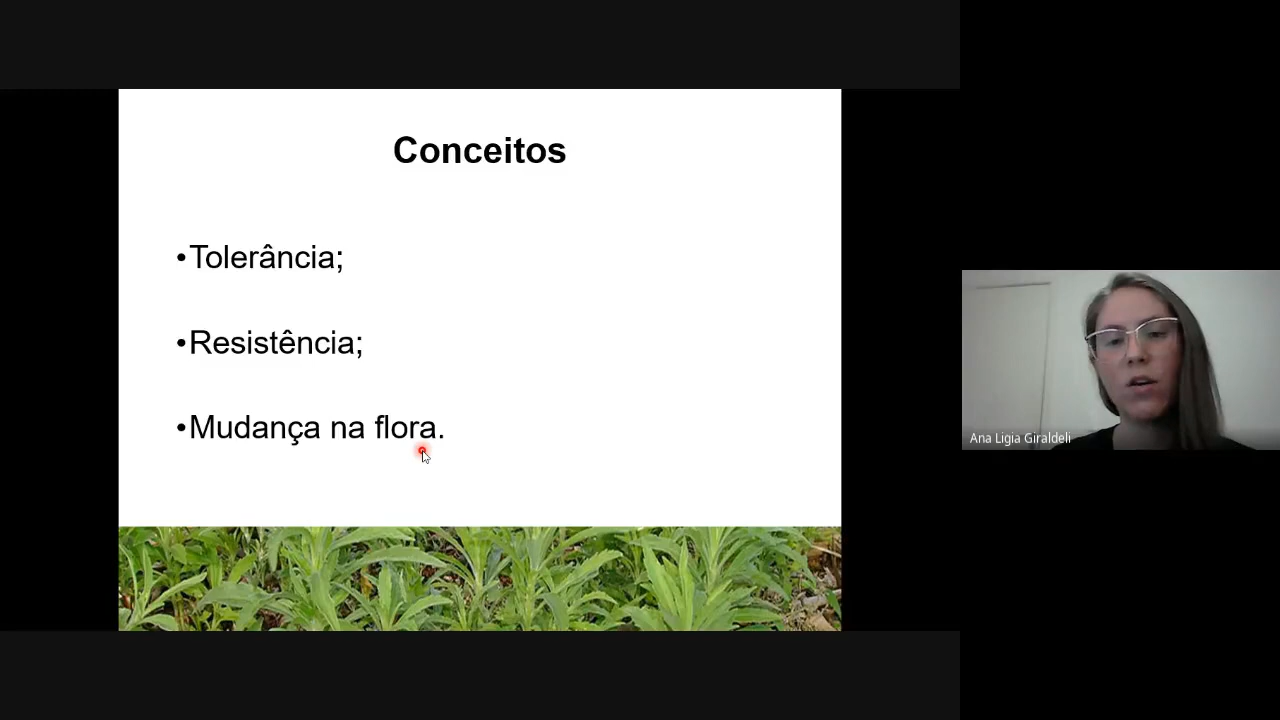 Conceitos
•Tolerância;
•Resistência;
•Mudança na flora.
Ana Ligia Giraldeli